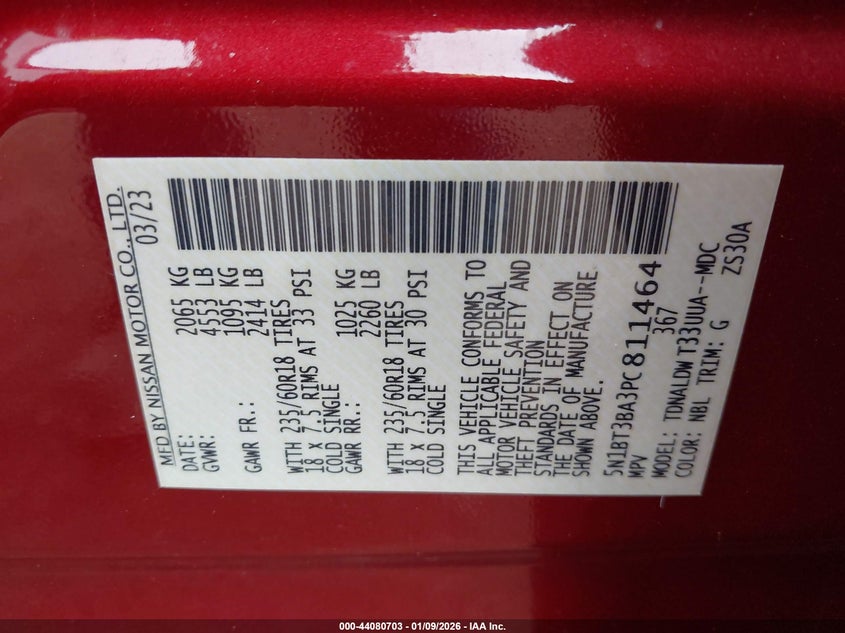 MFD BY NISSAN MOTOR CO., LTD.
DATE: 03/23
GVWR: 2065 KG
4553 LB
GAWR FR.: 1095 KG
2414 LB
WITH 235/60R18 TIRES
18 X 7.5 RIMS AT 33 PSI
COLD SINGLE
GAWR RR.: 1025 KG
2260 LB
WITH 235/60R18 TIRES
18 X 7.5 RIMS AT 30 PSI
COLD SINGLE
THIS VEHICLE CONFORMS TO
ALL APPLICABLE FEDERAL
MOTOR VEHICLE SAFETY AND
THEFT PREVENTION
STANDARDS IN EFFECT ON
THE DATE OF MANUFACTURE
SHOWN ABOVE.
5N1BT3BA3PC811464
MPV 367
MODEL: TDNALDWT33UUA--MDC
COLOR: NBL TRIM: G ZS30A
000-44080703 - 01/09/2026 - IAA Inc.